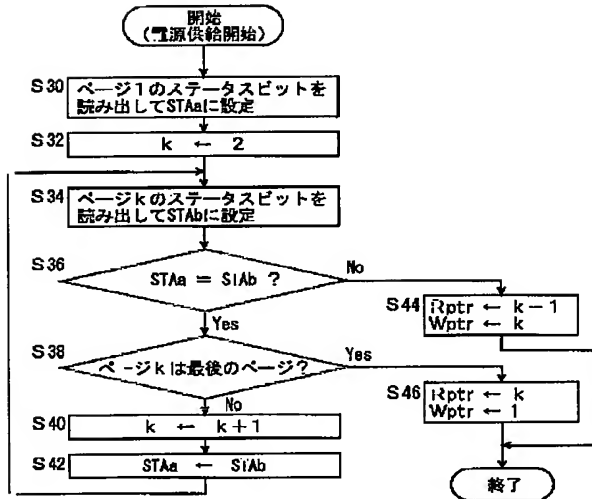 開始
(電源供給開始)
S30
ページ1のステータスビットを
読み出してSTAaに設定
S32
k ← 2
S34
ページkのステータスビットを
読み出してSTAbに設定
S36
STAa = STAb ?
No
S44
Rptr ← k-1
Wptr ← k
Yes
S38
ページkは最後のページ?
Yes
S46
Rptr ← k
Wptr ← 1
No
S40
k ← k+1
S42
STAa ← STAb
終了